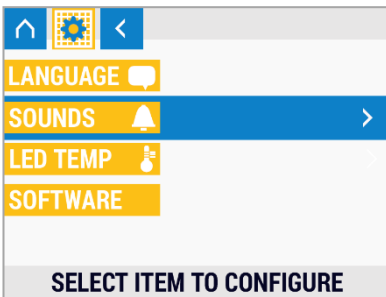 LANGUAGE
SOUNDS
LED TEMP
SOFTWARE
SELECT ITEM TO CONFIGURE